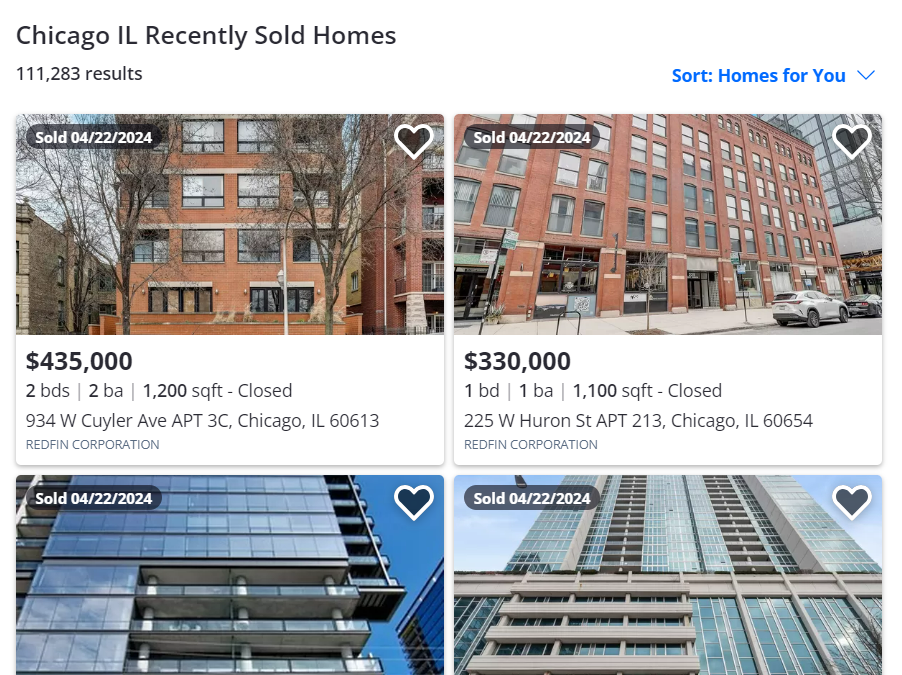 Chicago IL Recently Sold Homes
111,283 results
Sort: Homes for You
Sold 04/22/2024
Sold 04/22/2024
$435,000
2 bds | 2 ba | 1,200 sqft - Closed
934 W Cuyler Ave APT 3C, Chicago, IL 60613
REDFIN CORPORATION
$330,000
1 bd | 1 ba | 1,100 sqft - Closed
225 W Huron St APT 213, Chicago, IL 60654
REDFIN CORPORATION
Sold 04/22/2024
Sold 04/22/2024